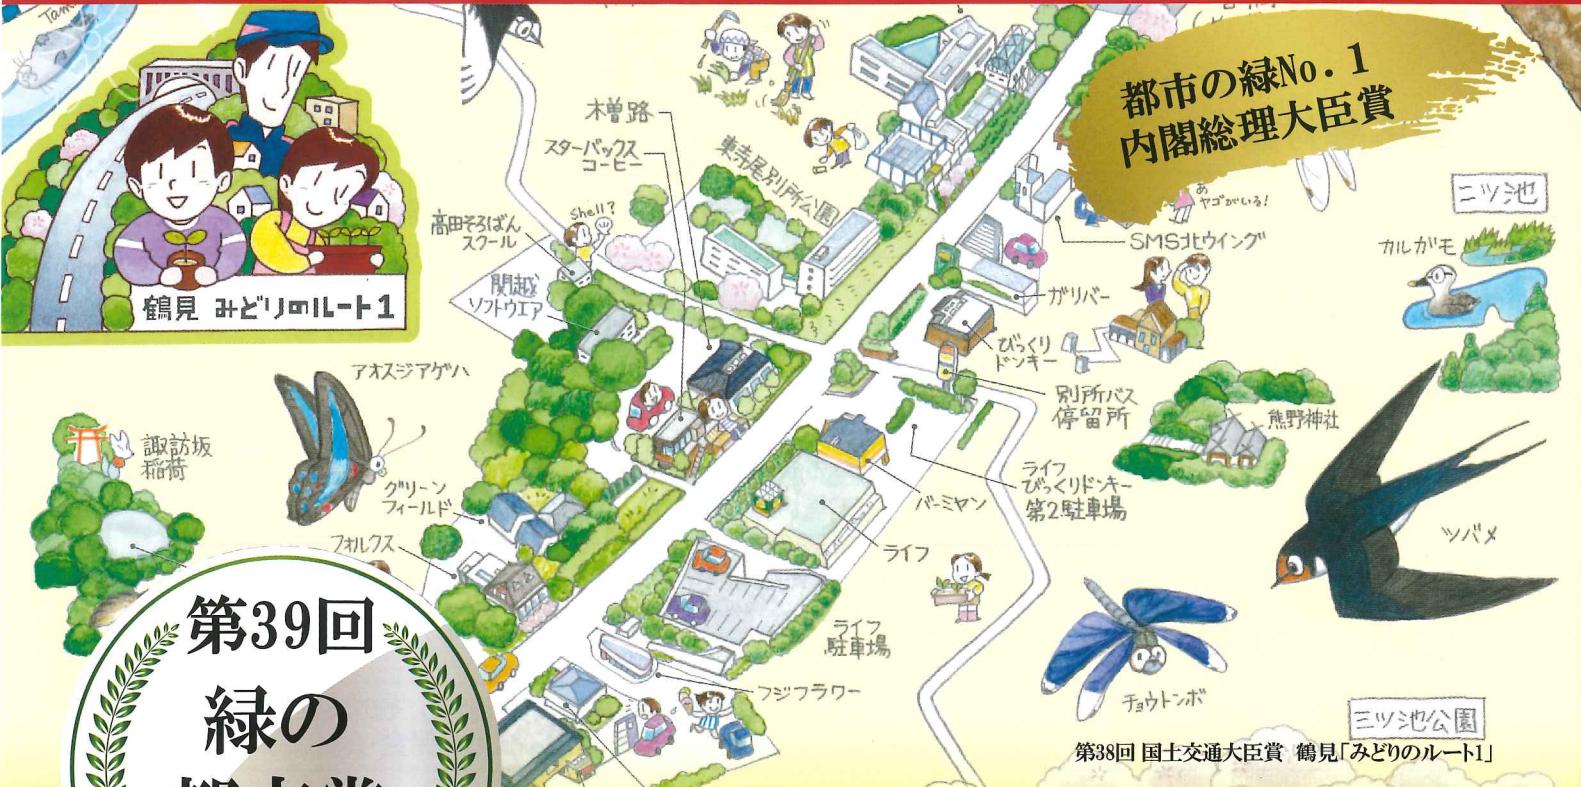 都市の緑No.1
内閣総理大臣賞
木曽路
スターバックス
コーヒー
東寺尾別所公園
高田そろばん
スクール
Shell?
関越
ソフトウエア
鶴見 みどりのルート1
あ
ヤゴがいる!
二ツ池
カルガモ
SMS北ウイング
ガリバー
びっくり
ドンキー
別所バス
停留所
熊野神社
アオスジアゲハ
諏訪坂
稲荷
グリーン
フィールド
フォルクス
ライフ
びっくりドンキー
第2駐車場
バーミヤン
ライフ
ツバメ
ライフ
駐車場
フジフラワー
チョウトンボ
三ツ池公園
第39回
緑の
都市賞
第38回 国土交通大臣賞 鶴見「みどりのルート1」